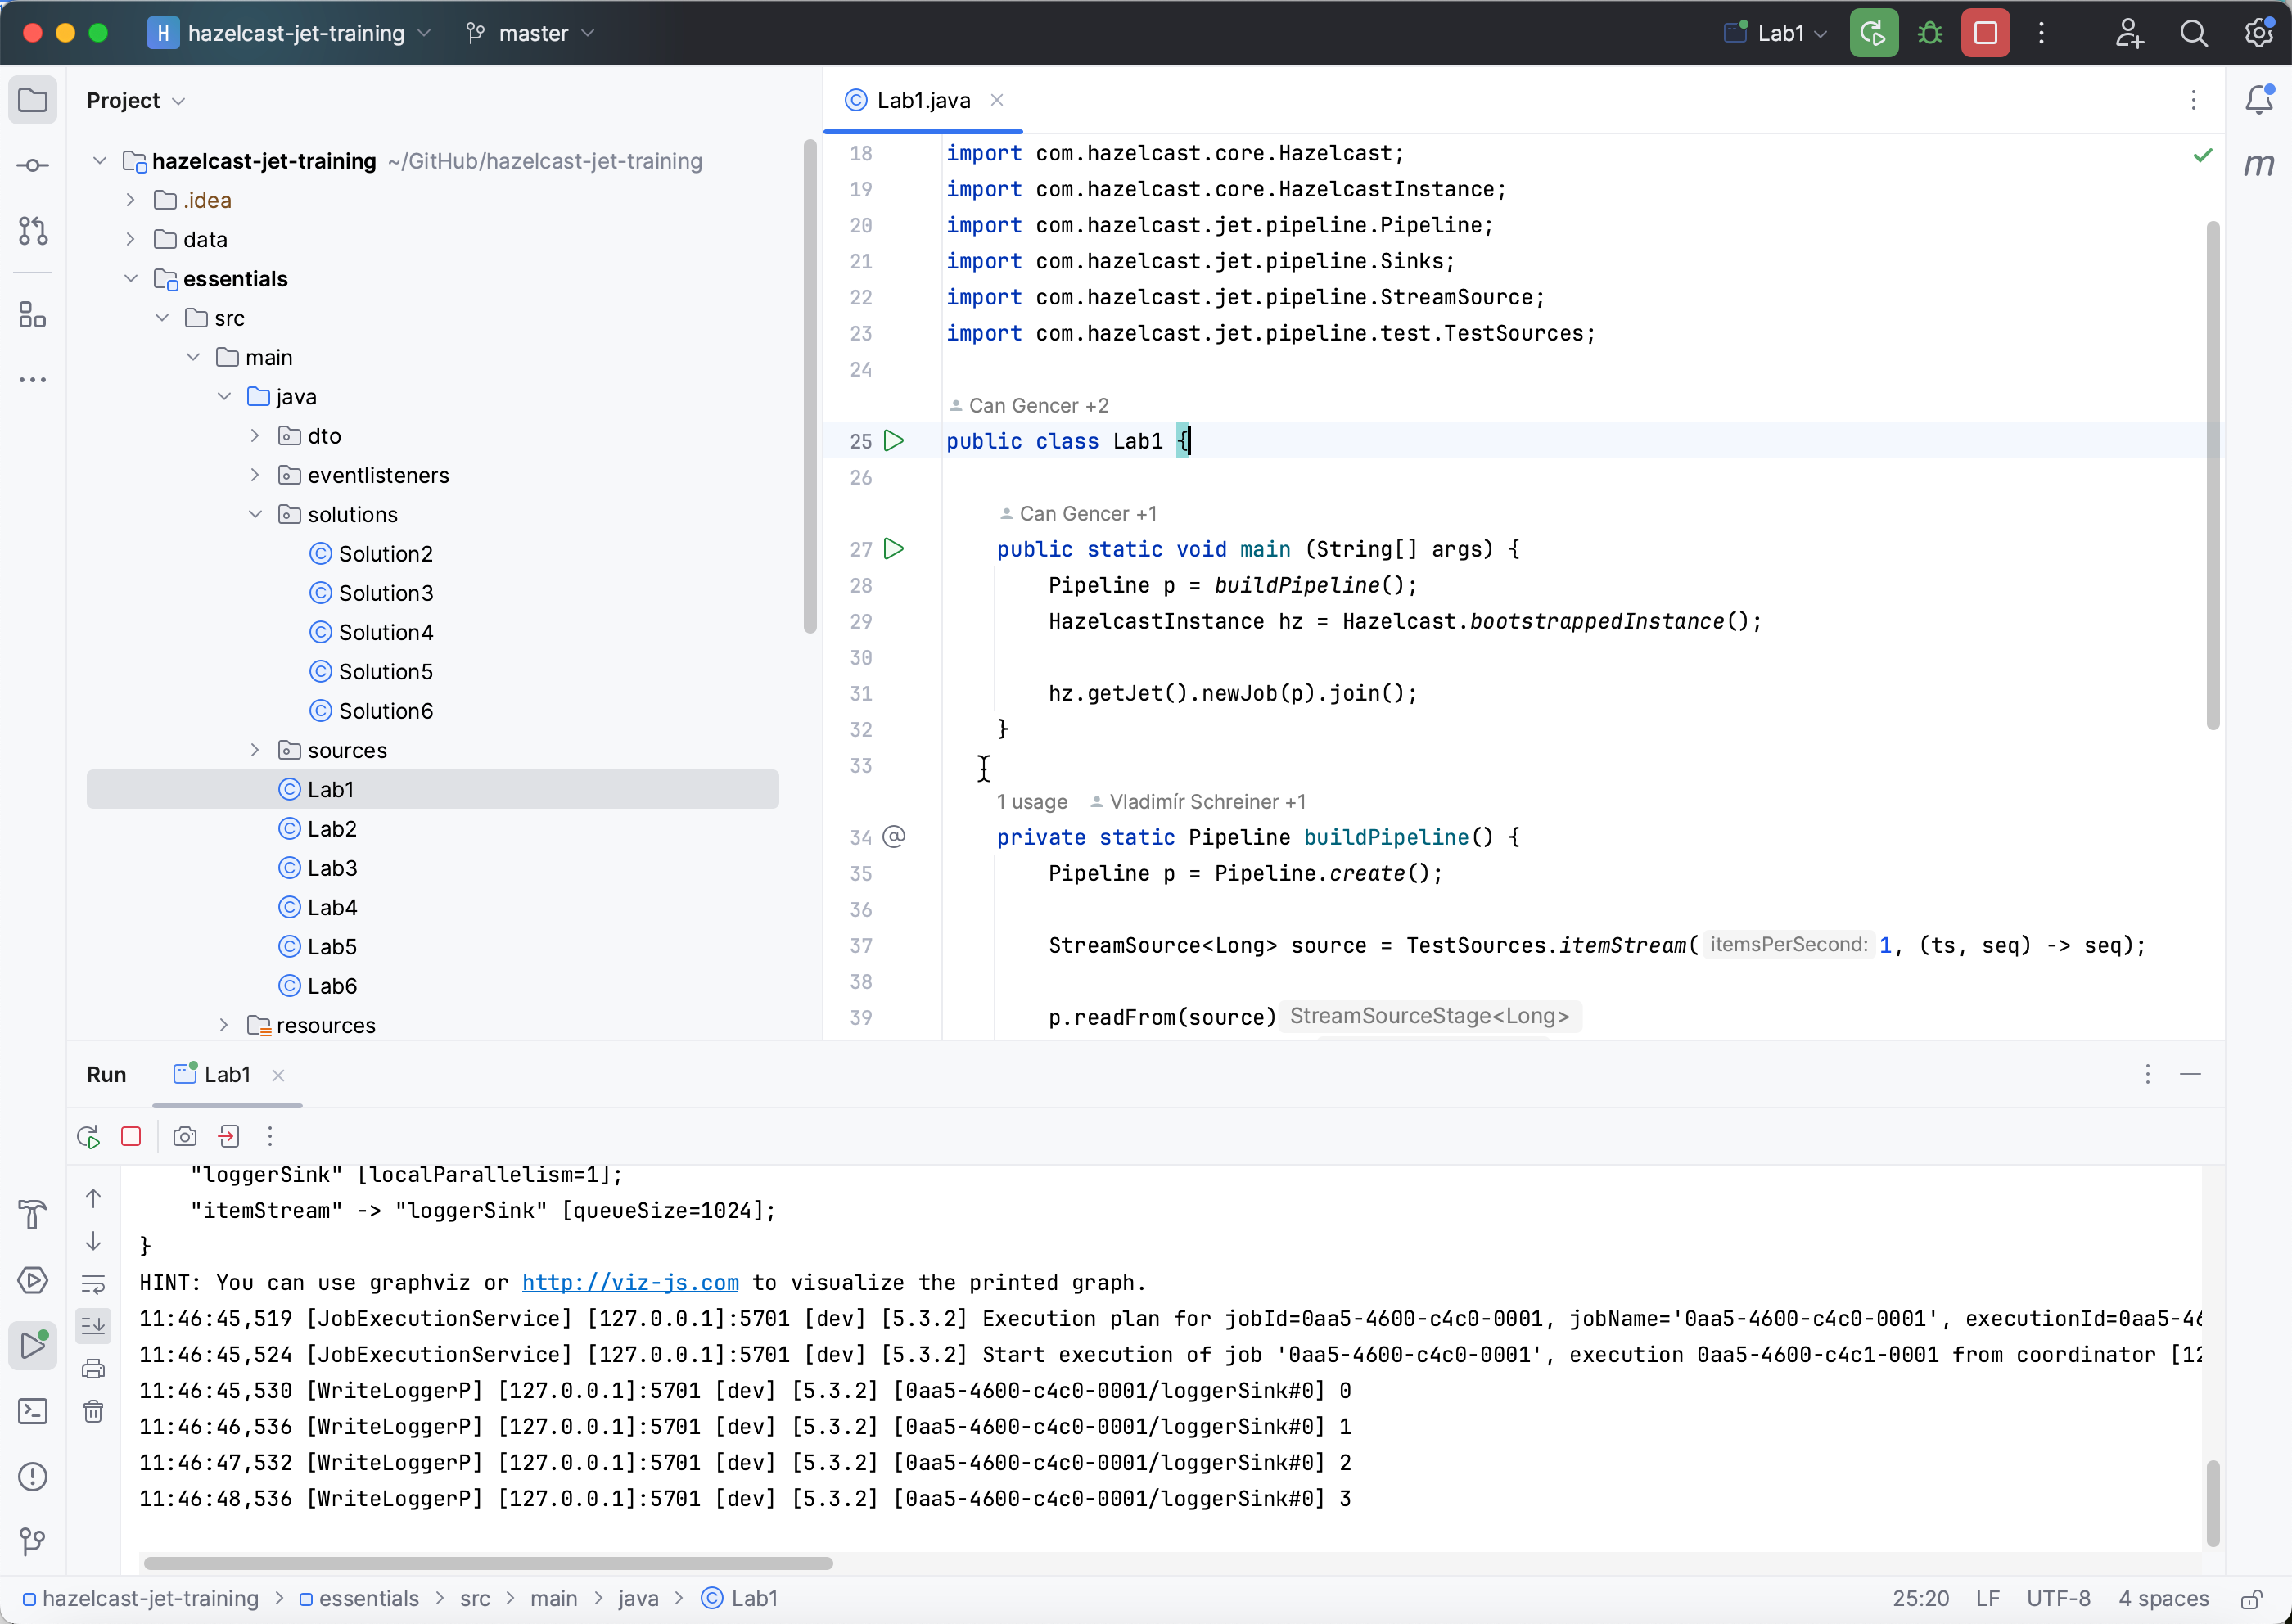 H hazelcast-jet-training master Lab1
Project
Lab1.java
hazelcast-jet-training ~/GitHub/hazelcast-jet-training
.idea
data
essentials
src
main
java
dto
eventlisteners
solutions
Solution2
Solution3
Solution4
Solution5
Solution6
sources
Lab1
Lab2
Lab3
Lab4
Lab5
Lab6
resources
18 import com.hazelcast.core.Hazelcast;
19 import com.hazelcast.core.HazelcastInstance;
20 import com.hazelcast.jet.pipeline.Pipeline;
21 import com.hazelcast.jet.pipeline.Sinks;
22 import com.hazelcast.jet.pipeline.StreamSource;
23 import com.hazelcast.jet.pipeline.test.TestSources;
24
Can Gencer +2
25 public class Lab1 {
26
Can Gencer +1
27 public static void main (String[] args) {
28 Pipeline p = buildPipeline();
29 HazelcastInstance hz = Hazelcast.bootstrappedInstance();
30
31 hz.getJet().newJob(p).join();
32 }
33
1 usage Vladimír Schreiner +1
34 @ private static Pipeline buildPipeline() {
35 Pipeline p = Pipeline.create();
36
37 StreamSource<Long> source = TestSources.itemStream( itemsPerSecond: 1, (ts, seq) -> seq);
38
39 p.readFrom(source) StreamSourceStage<Long>
m
Run Lab1
"loggerSink" [localParallelism=1];
"itemStream" -> "loggerSink" [queueSize=1024];
}
HINT: You can use graphviz or http://viz-js.com to visualize the printed graph.
11:46:45,519 [JobExecutionService] [127.0.0.1]:5701 [dev] [5.3.2] Execution plan for jobId=0aa5-4600-c4c0-0001, jobName='0aa5-4600-c4c0-0001', executionId=0aa5-46
11:46:45,524 [JobExecutionService] [127.0.0.1]:5701 [dev] [5.3.2] Start execution of job '0aa5-4600-c4c0-0001', execution 0aa5-4600-c4c1-0001 from coordinator [12
11:46:45,530 [WriteLoggerP] [127.0.0.1]:5701 [dev] [5.3.2] [0aa5-4600-c4c0-0001/loggerSink#0] 0
11:46:46,536 [WriteLoggerP] [127.0.0.1]:5701 [dev] [5.3.2] [0aa5-4600-c4c0-0001/loggerSink#0] 1
11:46:47,532 [WriteLoggerP] [127.0.0.1]:5701 [dev] [5.3.2] [0aa5-4600-c4c0-0001/loggerSink#0] 2
11:46:48,536 [WriteLoggerP] [127.0.0.1]:5701 [dev] [5.3.2] [0aa5-4600-c4c0-0001/loggerSink#0] 3
hazelcast-jet-training > essentials > src > main > java > Lab1 25:20 LF UTF-8 4 spaces